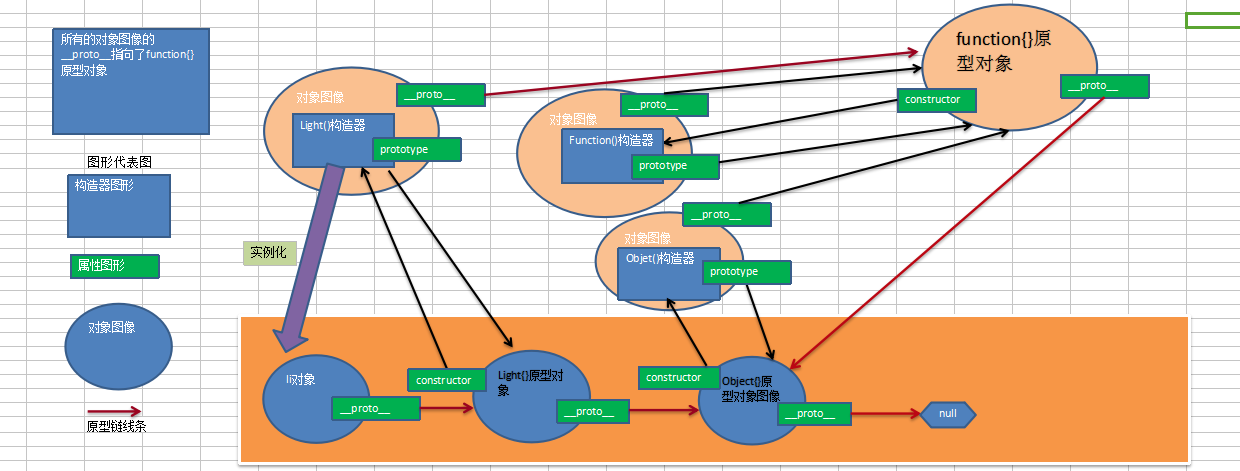 所有的对象图像的
__proto__指向了function{}
原型对象
图形代表图
构造器图形
属性图形
对象图像
原型链线条
对象图像
__proto__
Light()构造器
prototype
实例化
对象图像
__proto__
Function()构造器
prototype
function{}原
型对象
__proto__
constructor
__proto__
对象图像
Objet()构造器
prototype
li对象
__proto__
constructor
Light{}原型对
象
__proto__
constructor
Object{}原
型对象图像
__proto__
null